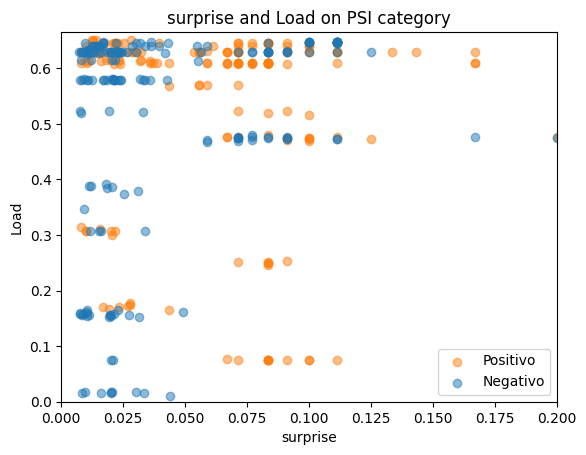 surprise and Load on PSI category
Load
0.6
0.5
0.4
0.3
0.2
0.1
0.0
Positivo
Negativo
0.000 0.025 0.050 0.075 0.100 0.125 0.150 0.175 0.200
surprise